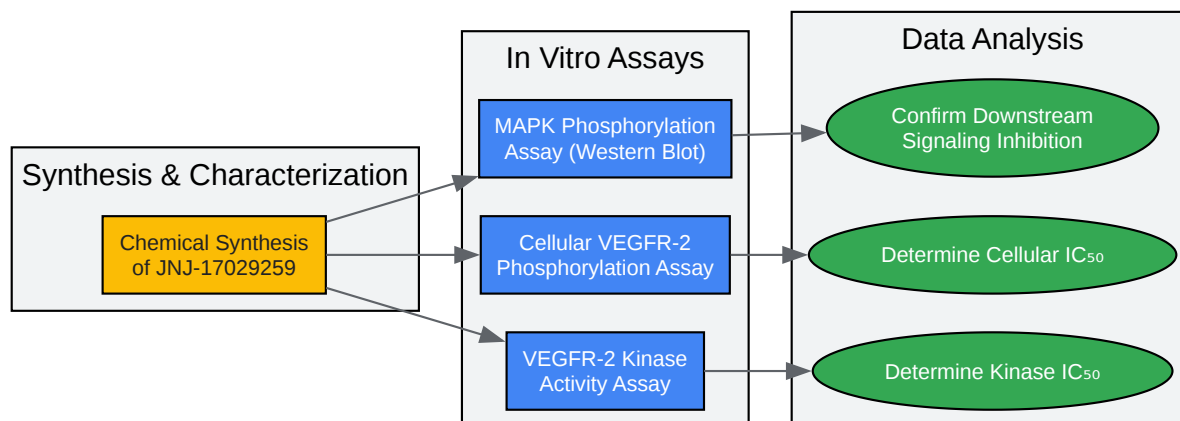 Synthesis & Characterization
Chemical Synthesis
of JNJ-17029259
In Vitro Assays
MAPK Phosphorylation
Assay (Western Blot)
Cellular VEGFR-2
Phosphorylation Assay
VEGFR-2 Kinase
Activity Assay
Data Analysis
Confirm Downstream
Signaling Inhibition
Determine Cellular IC₅₀
Determine Kinase IC₅₀